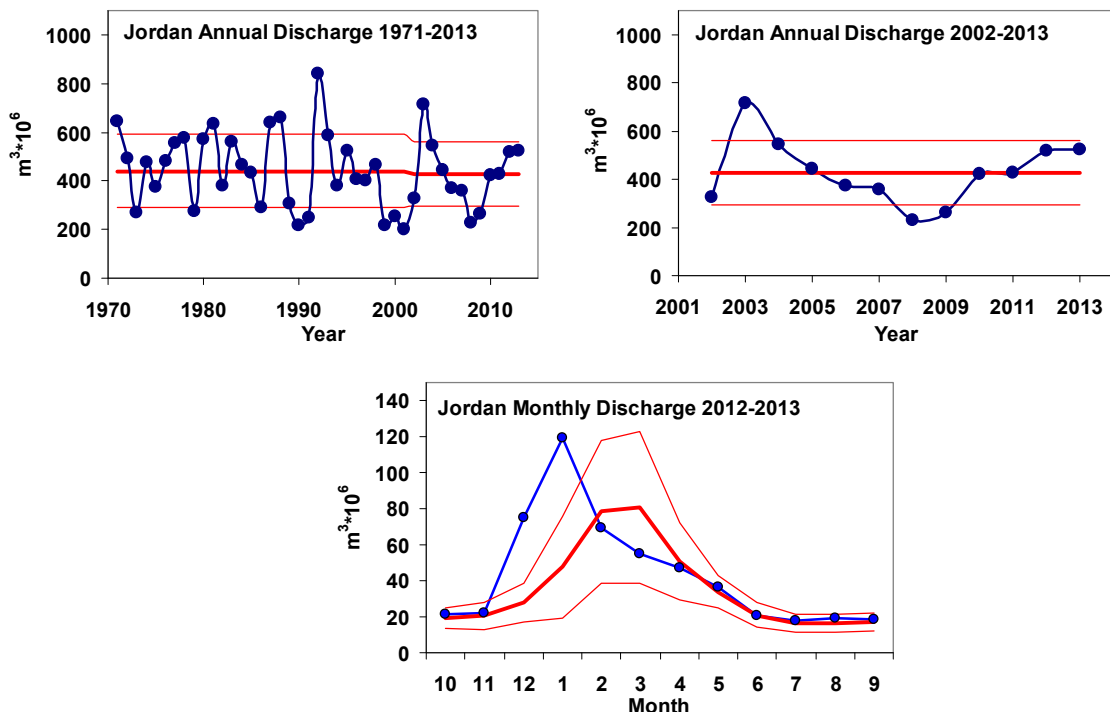 Jordan Annual Discharge 1971-2013
1000
800
600
400
200
0
m³*10⁶
1970 1980 1990 2000 2010
Year
Jordan Annual Discharge 2002-2013
1000
800
600
400
200
0
m³*10⁶
2001 2003 2005 2007 2009 2011 2013
Year
Jordan Monthly Discharge 2012-2013
140
120
100
80
60
40
20
0
m³*10⁶
10 11 12 1 2 3 4 5 6 7 8 9
Month